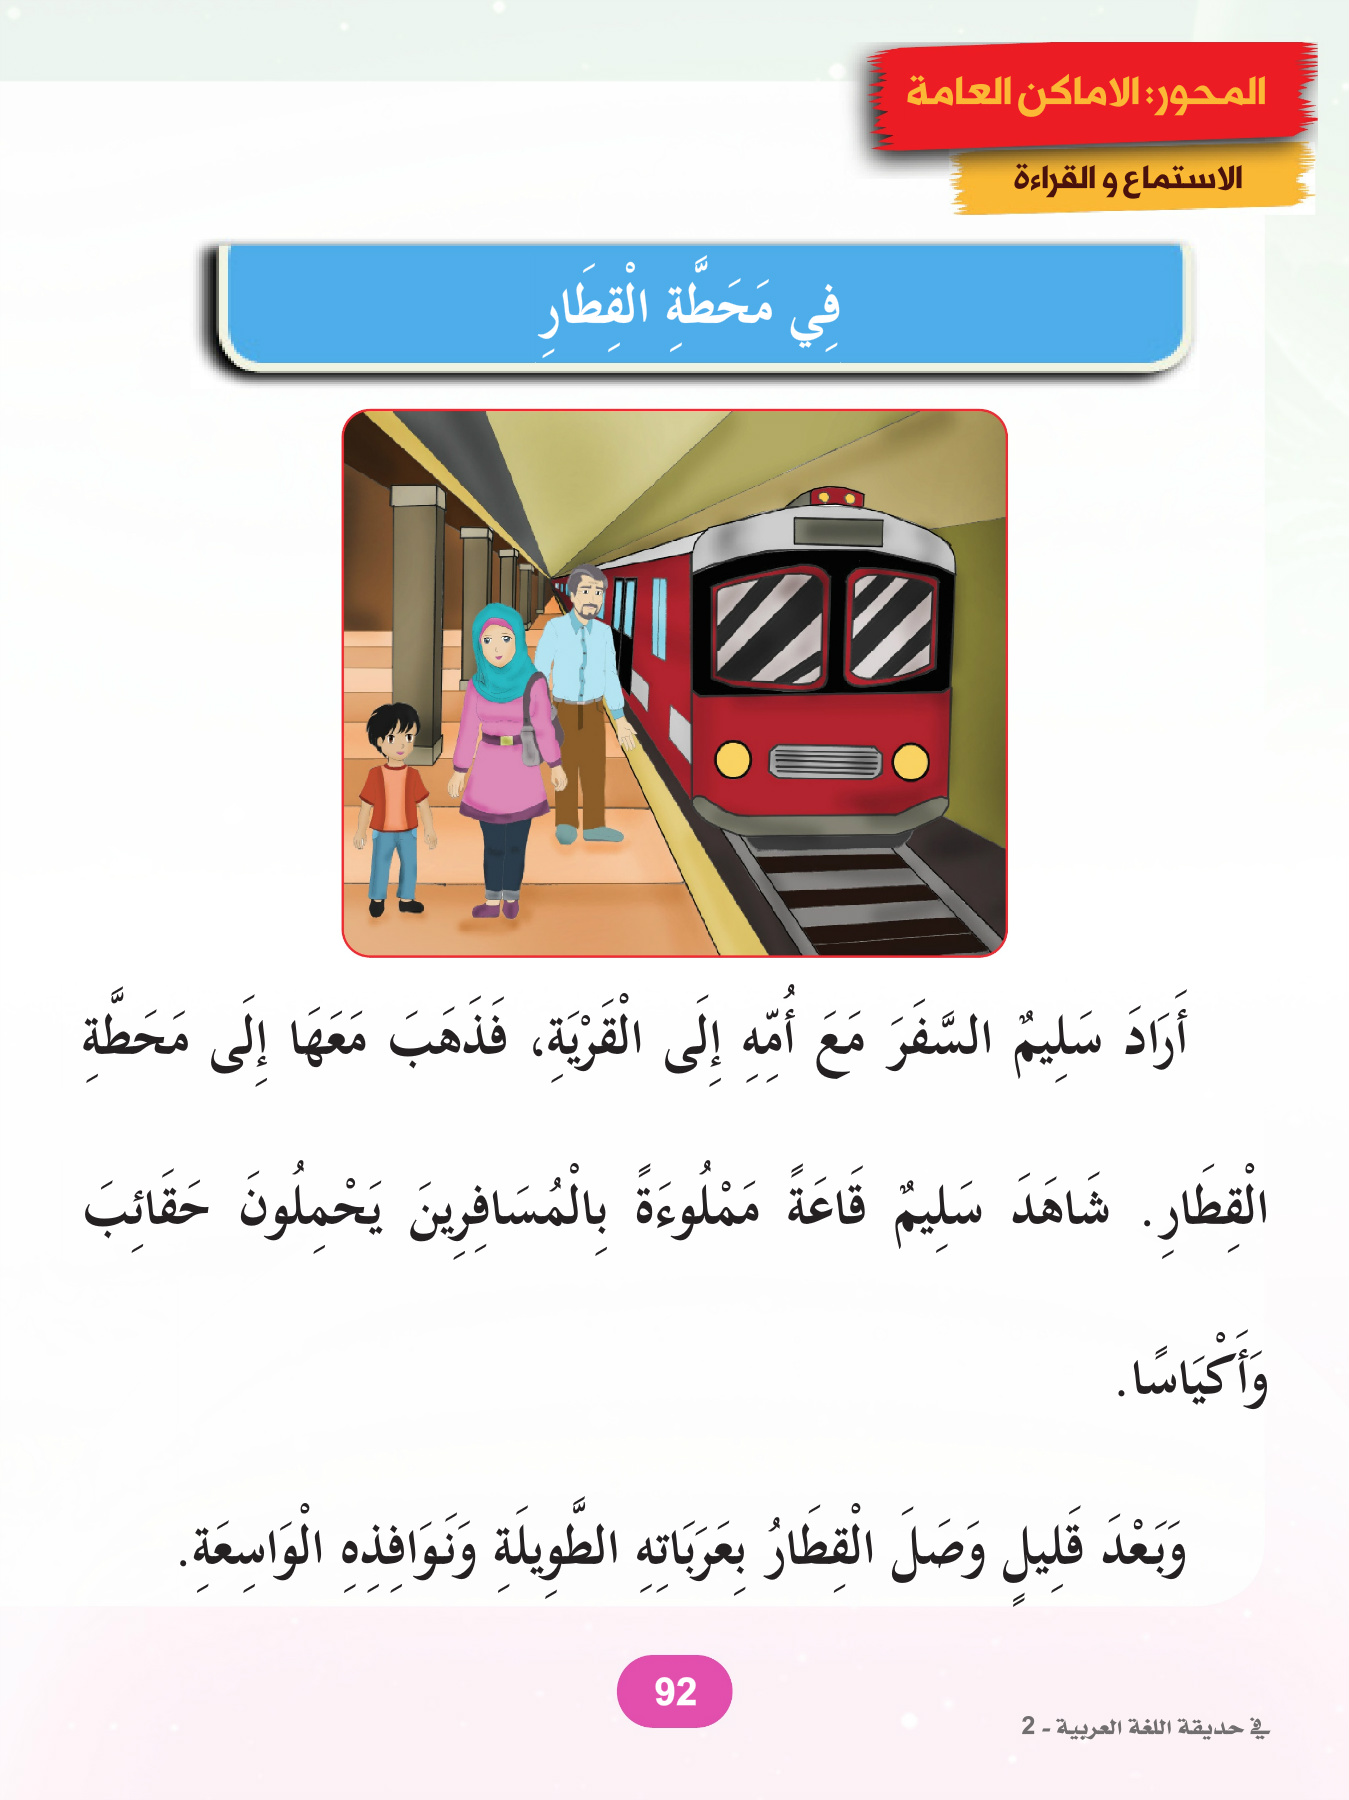 المحور: الاماكن العامة
الاستماع و القراءة
فِي مَحَطَّةِ الْقِطَارِ
أَرَادَ سَلِيمٌ السَّفَرَ مَعَ أُمِّهِ إِلَى الْقَرْيَةِ، فَذَهَبَ مَعَهَا إِلَى مَحَطَّةِ
الْقِطَارِ. شَاهَدَ سَلِيمٌ قَاعَةً مَمْلُوءَةً بِالْمُسَافِرِينَ يَحْمِلُونَ حَقَائِبَ
وَأَكْيَاسًا.
وَبَعْدَ قَلِيلٍ وَصَلَ الْقِطَارُ بِعَرَبَاتِهِ الطَّوِيلَةِ وَنَوَافِذِهِ الْوَاسِعَةِ.
92
في حديقة اللغة العربية - 2